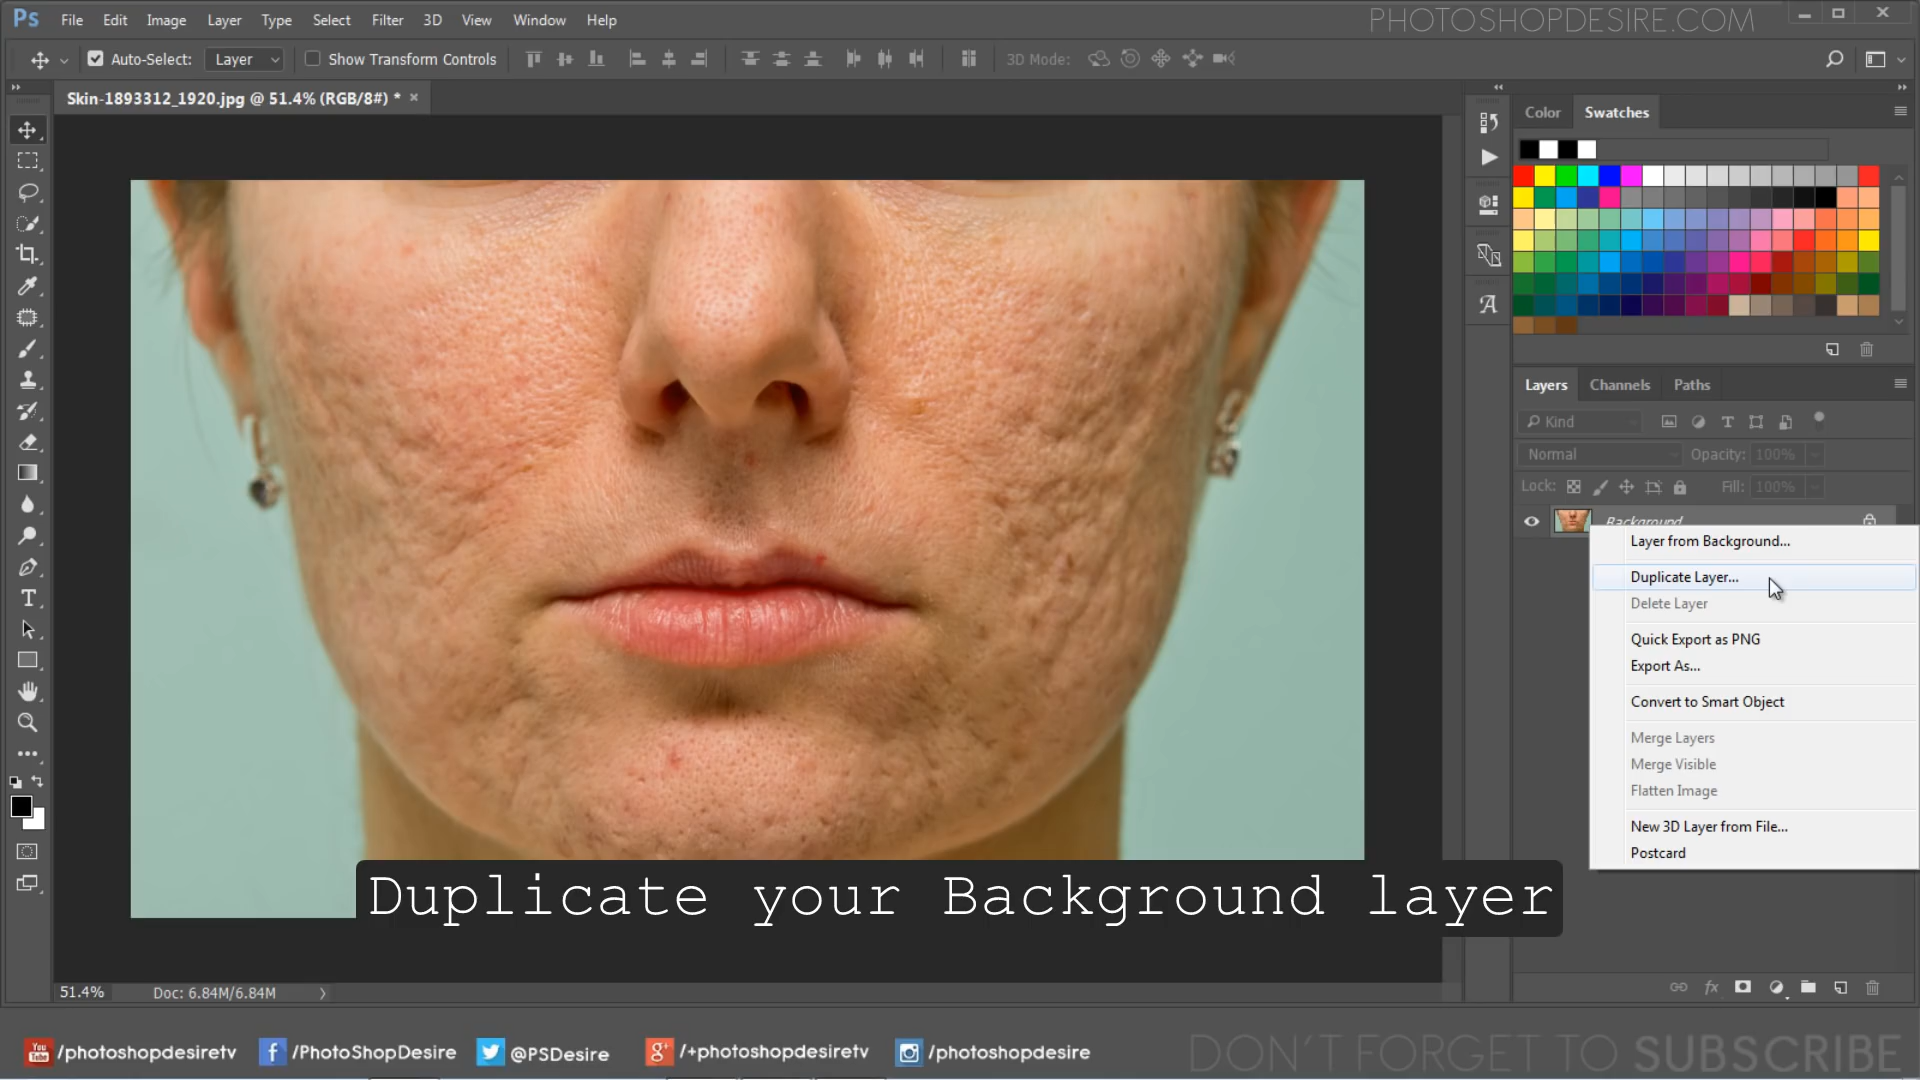 Ps File Edit Image Layer Type Select Filter 3D View Window Help PHOTOSHOPDESIRE.COM
Auto-Select: Layer Show Transform Controls 3D Mode:
Skin-1893312_1920.jpg @ 51.4% (RGB/8#) * ×
Color Swatches
Layers Channels Paths
Kind
Normal Opacity: 100%
Lock: Fill: 100%
Background
Layer from Background...
Duplicate Layer...
Delete Layer
Quick Export as PNG
Export As...
Convert to Smart Object
Merge Layers
Merge Visible
Flatten Image
New 3D Layer from File...
Postcard
Duplicate your Background layer
51.4% Doc: 6.84M/6.84M
fx
You Tube /photoshopdesiretv f /PhotoShopDesire @PSDesire g+ /+photoshopdesiretv /photoshopdesire DON'T FORGET TO SUBSCRIBE